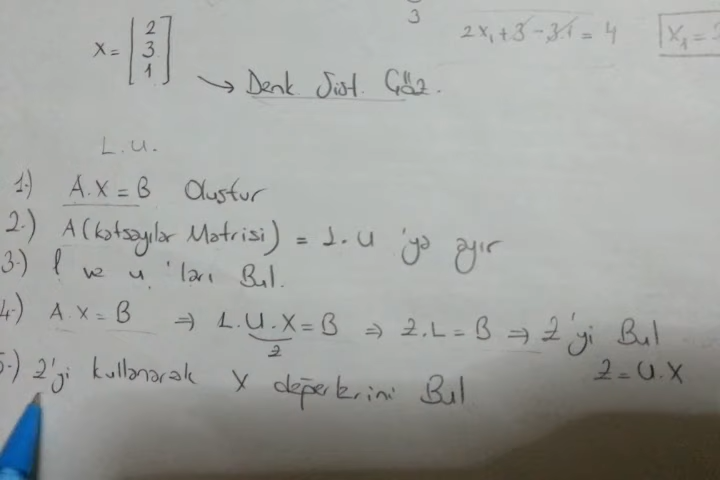 3
2x₁ + 3 - 3.1 = 4
x₁ =
x = [2 3 1]
→ Denk Sist. Çöz.
L.U.
1.) A.X = B Oluştur
2.) A (Katsayılar Matrisi) = L.U 'ya ayır
3.) l ve u 'ları Bul.
4.) A.X = B ⇒ L.U.X = B ⇒ Z.L = B ⇒ Z'yi Bul
Z
Z = U.X
5.) Z'yi kullanarak X değerlerini Bul